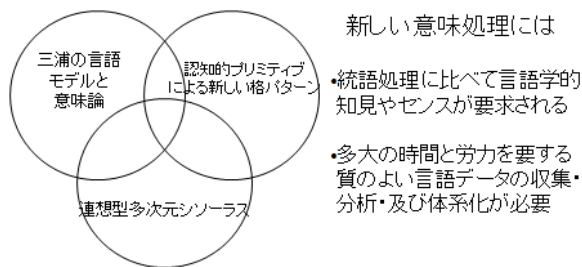 三浦の言語
モデルと
意味論
認知的プリミティブ
による新しい格パターン
連想型多次元シソーラス
新しい意味処理には
•統語処理に比べて言語学的
知見やセンスが要求される
•多大の時間と労力を要する
質のよい言語データの収集・
分析・及び体系化が必要